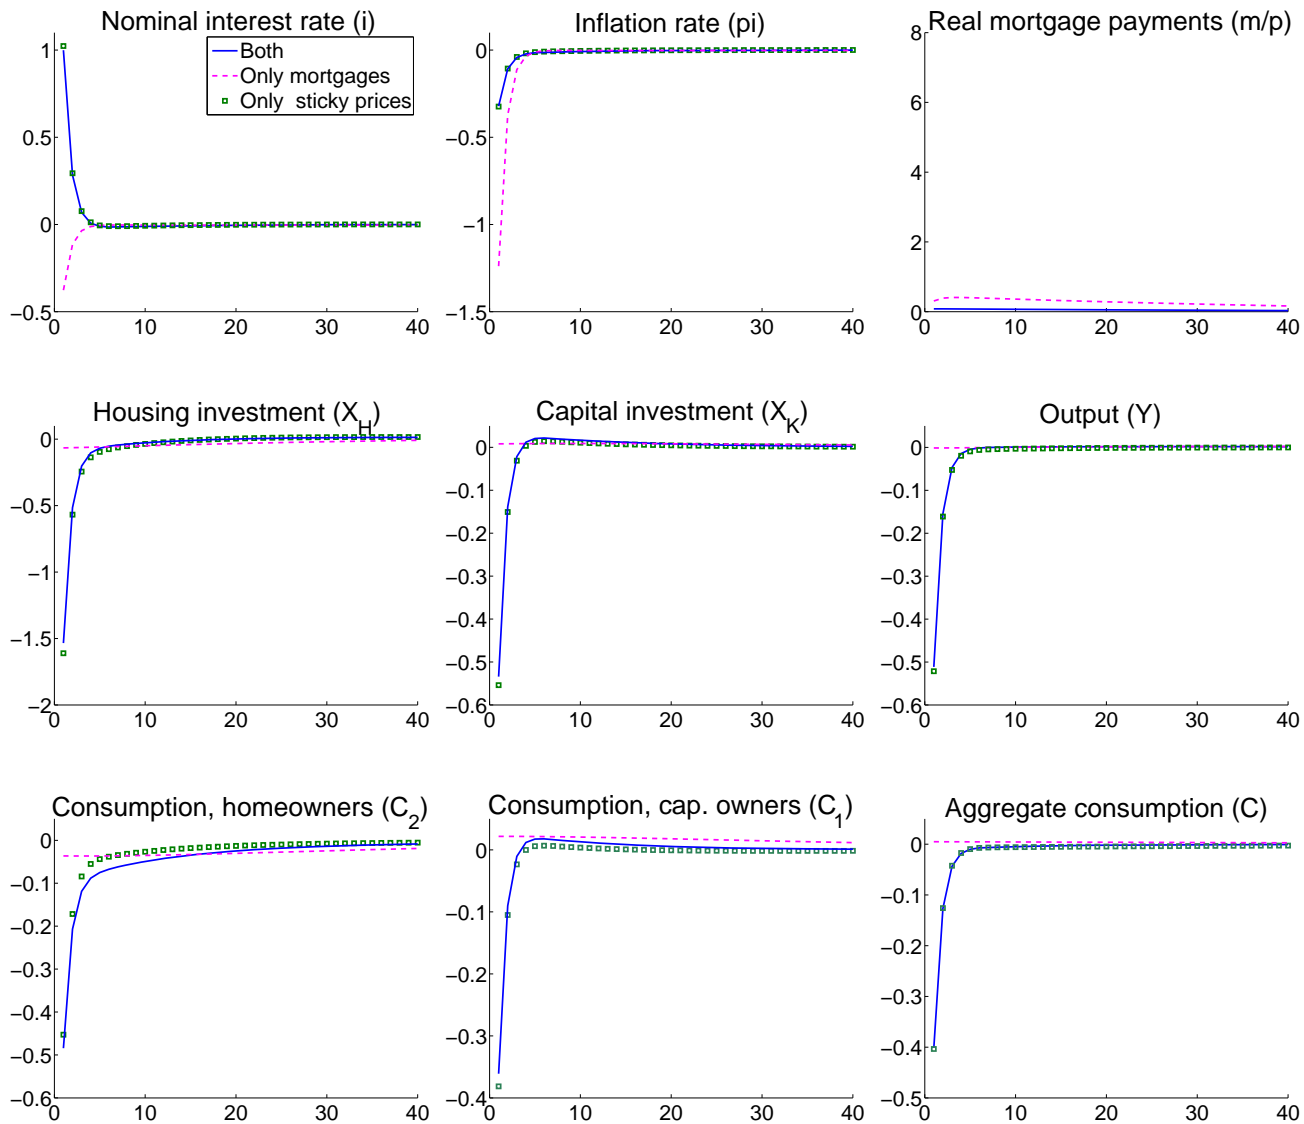 Nominal interest rate (i)
1
0.5
0
−0.5
0 10 20 30 40
Both
Only mortgages
Only sticky prices
Inflation rate (pi)
0
−0.5
−1
−1.5
0 10 20 30 40
Real mortgage payments (m/p)
8
6
4
2
0
0 10 20 30 40
Housing investment (X_H)
0
−0.5
−1
−1.5
−2
0 10 20 30 40
Capital investment (X_K)
0
−0.1
−0.2
−0.3
−0.4
−0.5
−0.6
0 10 20 30 40
Output (Y)
0
−0.1
−0.2
−0.3
−0.4
−0.5
−0.6
0 10 20 30 40
Consumption, homeowners (C_2)
0
−0.1
−0.2
−0.3
−0.4
−0.5
−0.6
0 10 20 30 40
Consumption, cap. owners (C_1)
0
−0.1
−0.2
−0.3
−0.4
0 10 20 30 40
Aggregate consumption (C)
0
−0.1
−0.2
−0.3
−0.4
−0.5
0 10 20 30 40